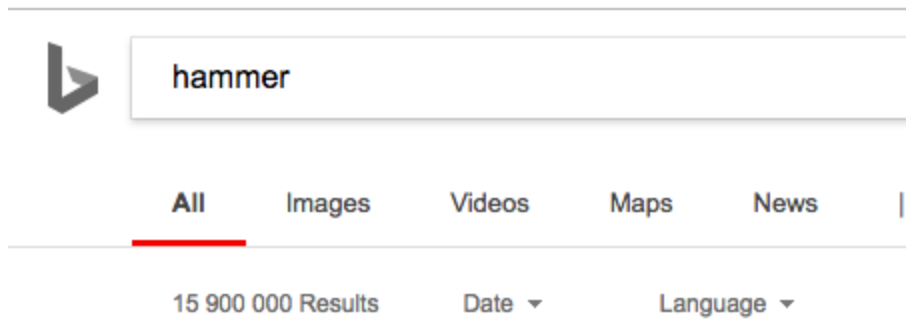 hammer
All Images Videos Maps News |
15 900 000 Results Date Language